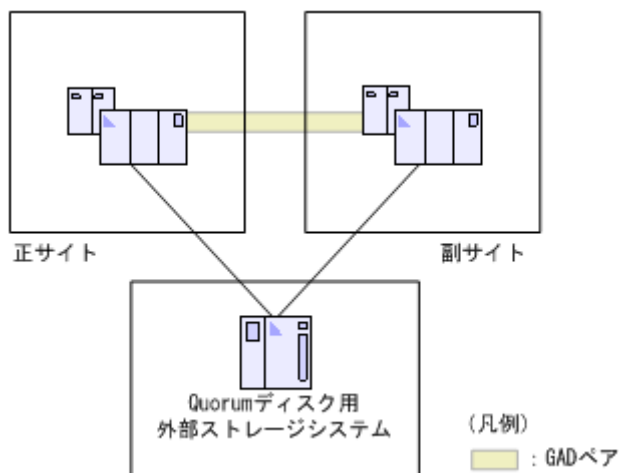 正サイト
副サイト
Quorumディスク用
外部ストレージシステム
(凡例)
：GADペア